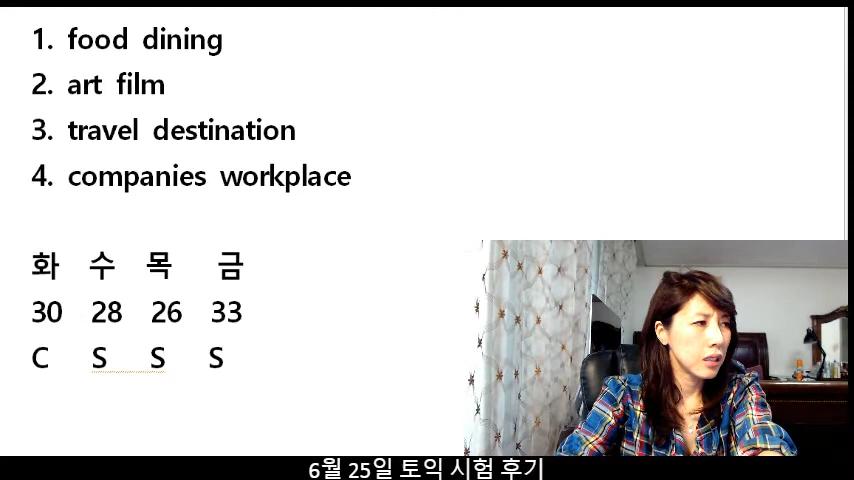 1. food dining
2. art film
3. travel destination
4. companies workplace
화 수 목 금
30 28 26 33
C S S S
6월 25일 토익 시험 후기